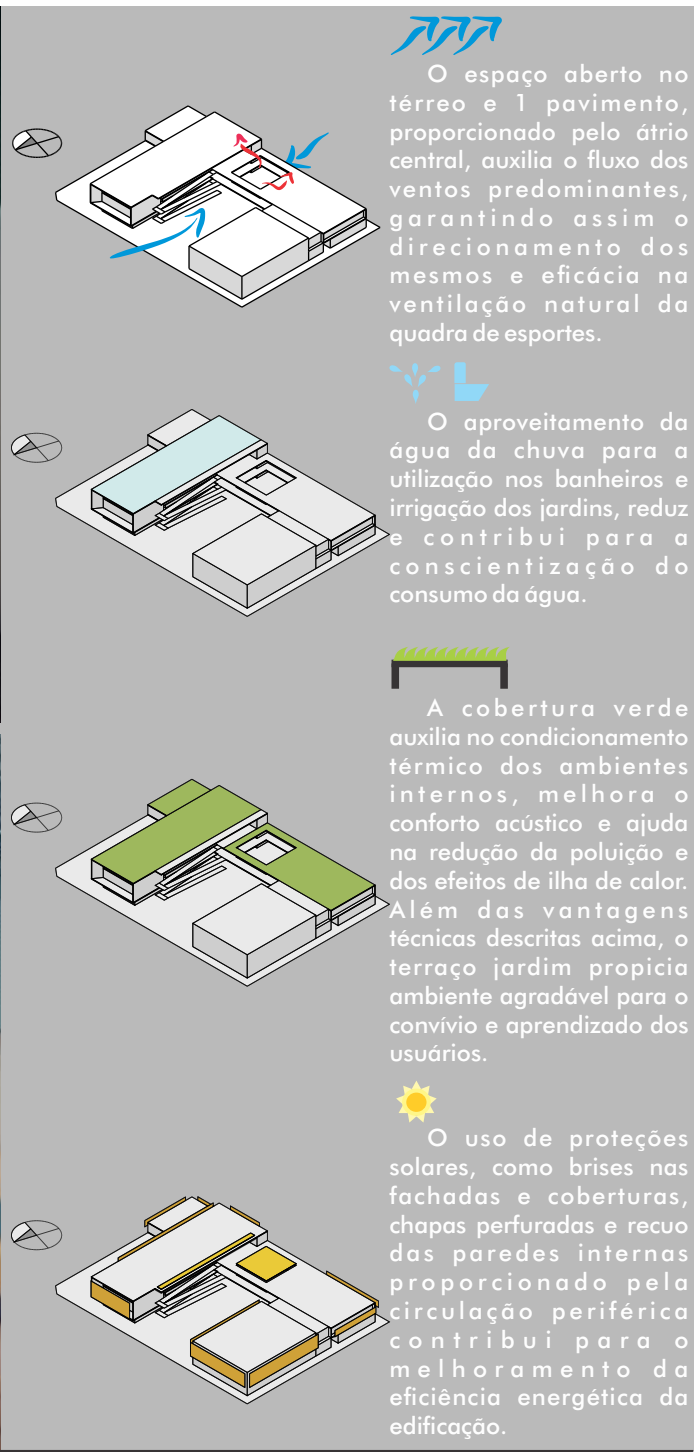 O espaço aberto no
térreo e 1 pavimento,
proporcionado pelo átrio
central, auxilia o fluxo dos
ventos predominantes,
garantindo assim o
direcionamento dos
mesmos e eficácia na
ventilação natural da
quadra de esportes.
O aproveitamento da
água da chuva para a
utilização nos banheiros e
irrigação dos jardins, reduz
e contribui para a
conscientização do
consumo da água.
A cobertura verde
auxilia no condicionamento
térmico dos ambientes
internos, melhora o
conforto acústico e ajuda
na redução da poluição e
dos efeitos de ilha de calor.
Além das vantagens
técnicas descritas acima, o
terraço jardim propicia
ambiente agradável para o
convívio e aprendizado dos
usuários.
O uso de proteções
solares, como brises nas
fachadas e coberturas,
chapas perfuradas e recuo
das paredes internas
proporcionado pela
circulação periférica
contribui para o
melhoramento da
eficiência energética da
edificação.